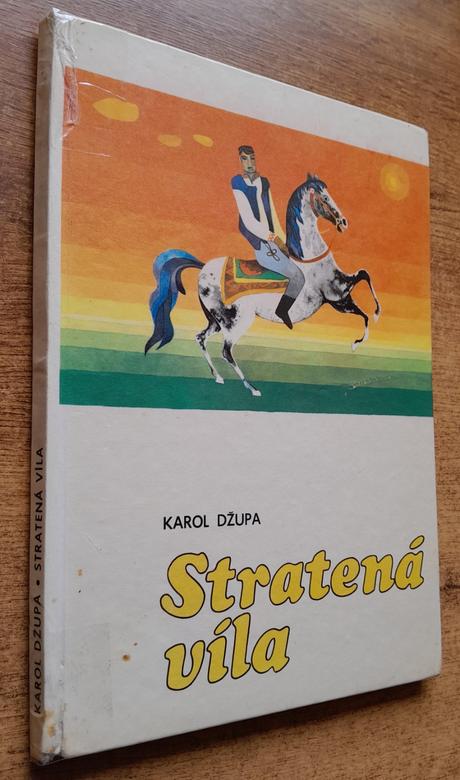 KAROL DŽUPA
Stratená
víla
KAROL DŽUPA • STRATENÁ VÍLA